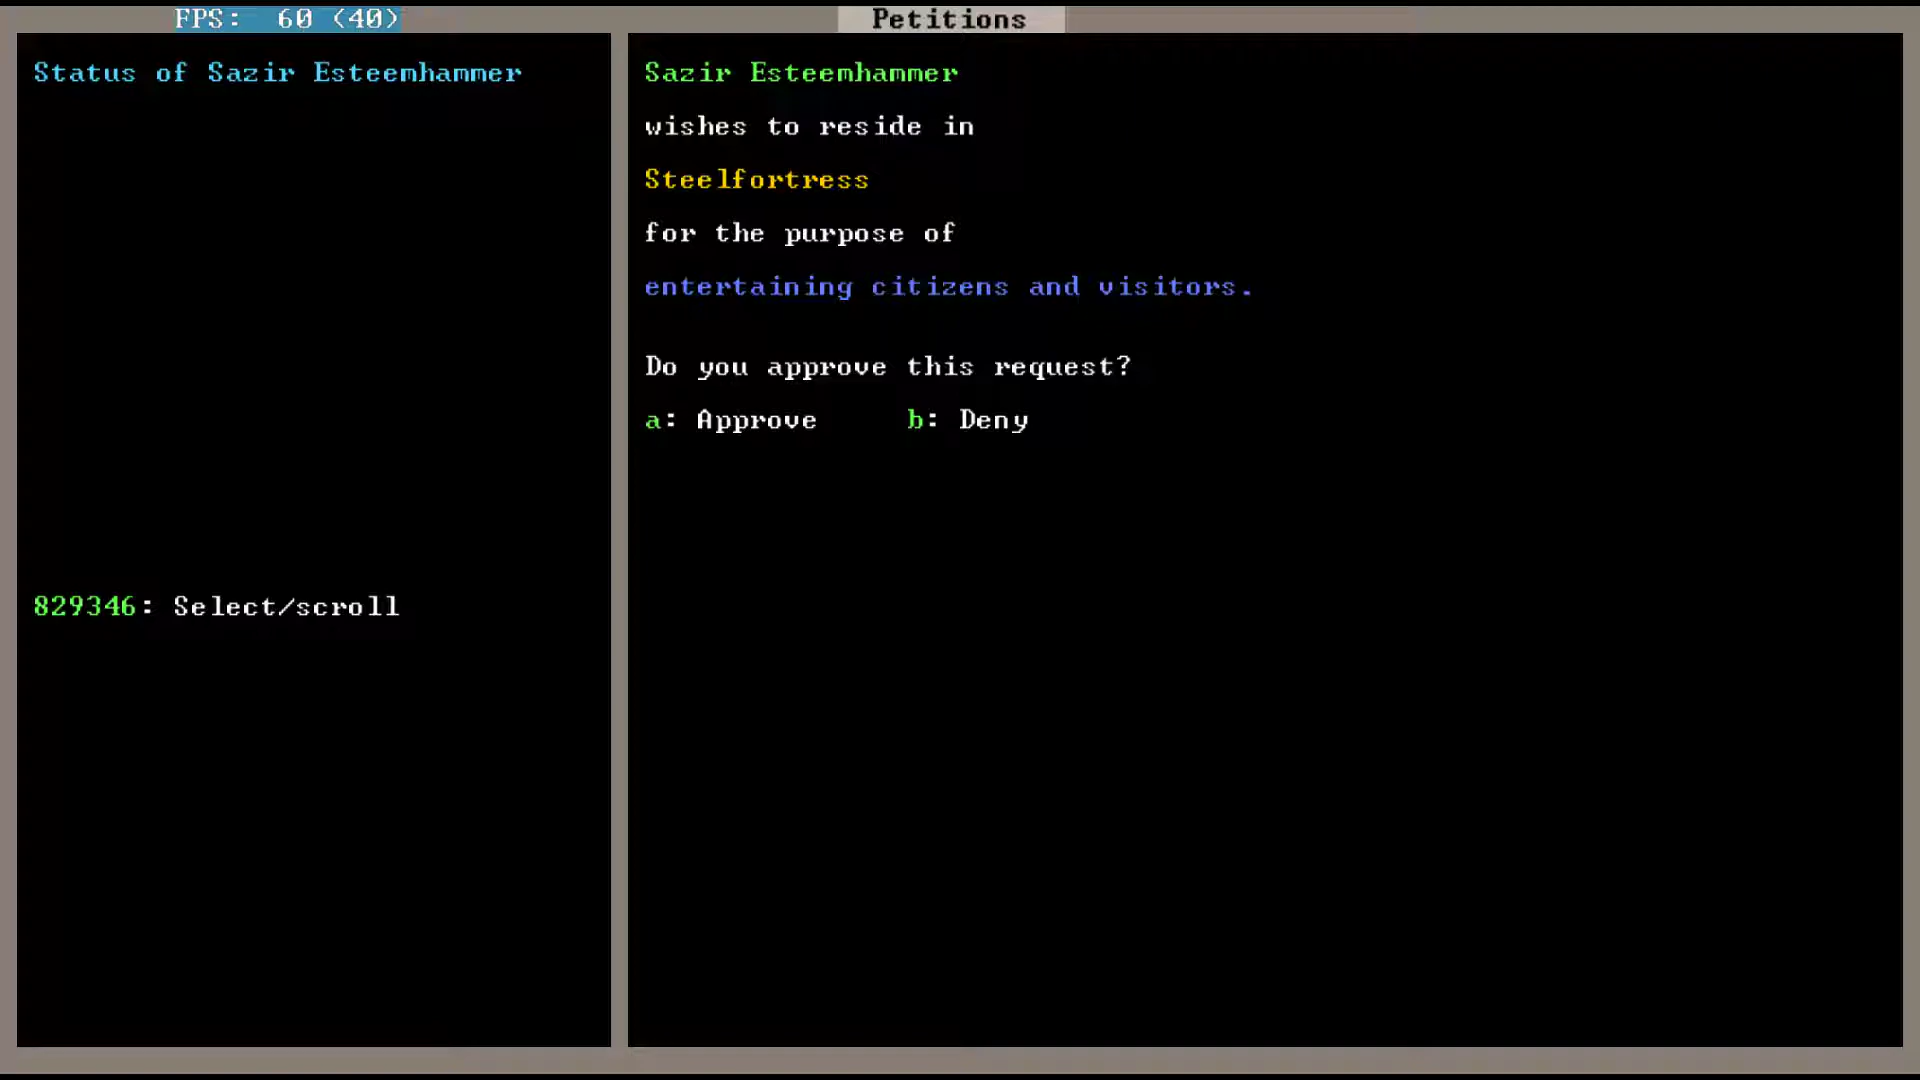 FPS:  60 (40)
Petitions
Status of Sazir Esteemhammer
829346: Select/scroll
Sazir Esteemhammer
wishes to reside in
Steelfortress
for the purpose of
entertaining citizens and visitors.
Do you approve this request?
a: Approve     b: Deny